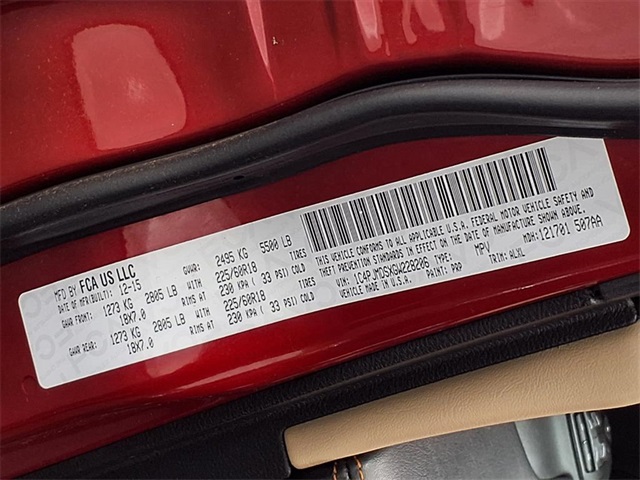 MFD BY FCA US LLC
DATE OF MFR(BUILT): 12-15 GVWR: 2495 KG 5500 LB
GAWR FRONT: 1273 KG 2805 LB WITH 225/60R18 TIRES
18X7.0 RIMS AT 230 KPA ( 33 PSI COLD)
GAWR REAR: 1273 KG 2805 LB WITH 225/60R18 TIRES
18X7.0 RIMS AT 230 KPA ( 33 PSI COLD)
THIS VEHICLE CONFORMS TO ALL APPLICABLE U.S.A. FEDERAL MOTOR VEHICLE SAFETY AND
THEFT PREVENTION STANDARDS IN EFFECT ON THE DATE OF MANUFACTURE SHOWN ABOVE.
VIN: MPV
VEHICLE MADE IN U.S.A. PAINT: PRP TRIM: ALXL MDH: 121701 507AA